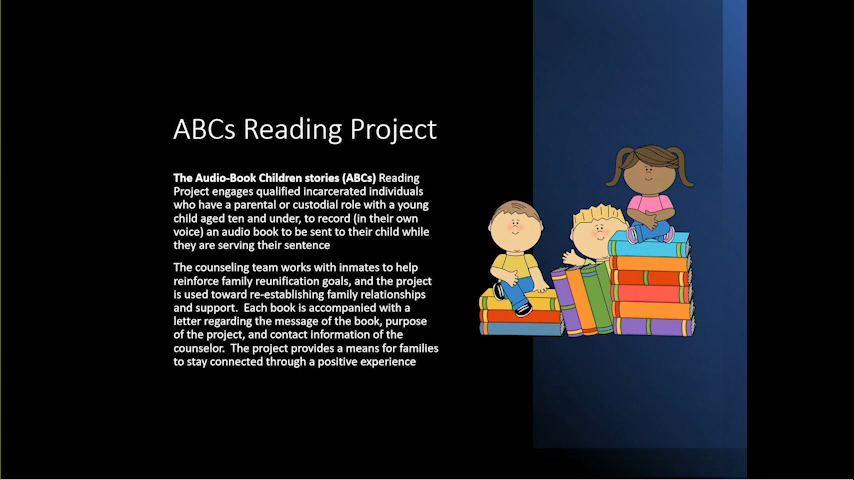 ABCs Reading Project
The Audio-Book Children stories (ABCs) Reading
Project engages qualified incarcerated individuals
who have a parental or custodial role with a young
child aged ten and under, to record (in their own
voice) an audio book to be sent to their child while
they are serving their sentence
The counseling team works with inmates to help
reinforce family reunification goals, and the project
is used toward re-establishing family relationships
and support.  Each book is accompanied with a
letter regarding the message of the book, purpose
of the project, and contact information of the
counselor.  The project provides a means for families
to stay connected through a positive experience